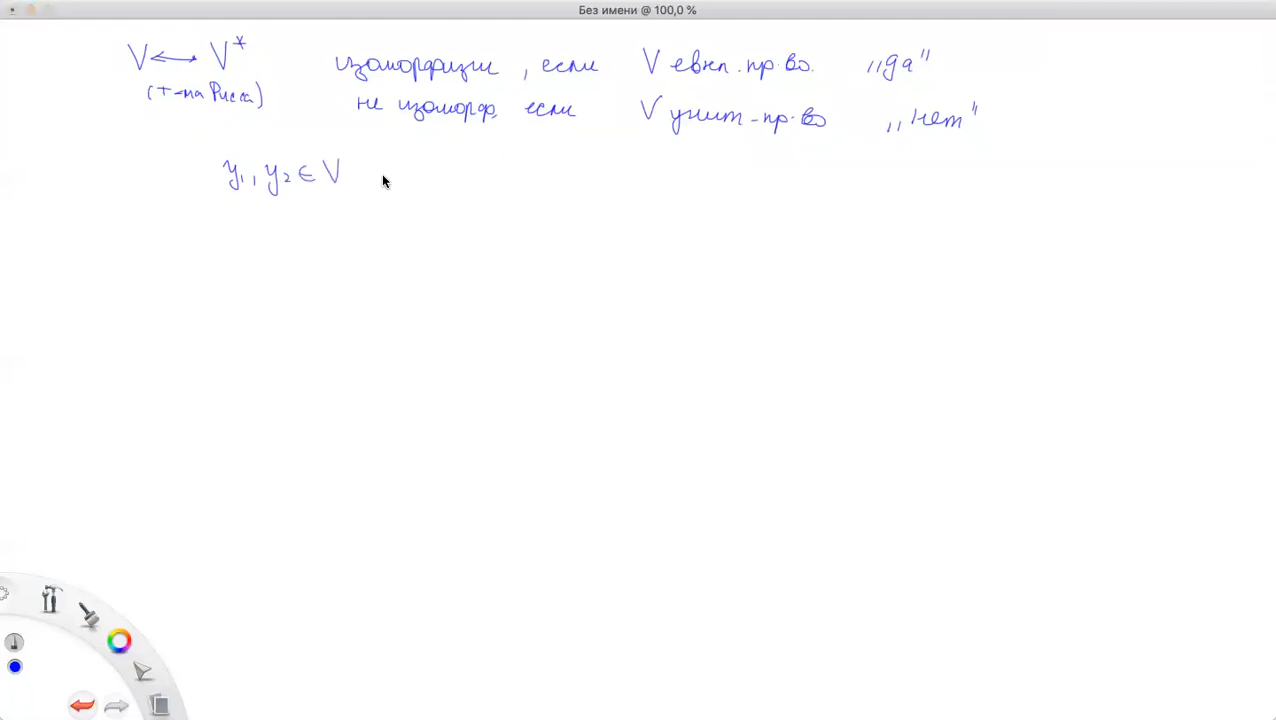 Без имени @ 100,0 %
V ↔ V* изоморфизм, если V евкл. пр-во. „да"
(т-ма Рисса) не изоморф, если V унит-пр-во „нет"
y₁, y₂ ∈ V